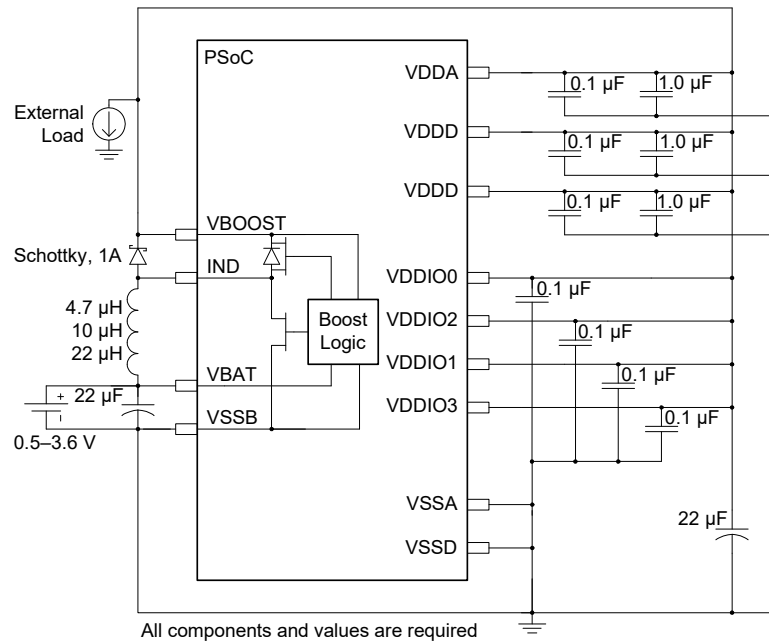 PSoC
VDDA
0.1 µF
1.0 µF
External
Load
VDDD
0.1 µF
1.0 µF
VDDD
0.1 µF
1.0 µF
VBOOST
Schottky, 1A
IND
VDDIO0
0.1 µF
4.7 µH
10 µH
22 µH
Boost
Logic
VDDIO2
0.1 µF
VDDIO1
0.1 µF
VBAT
22 µF
+
VDDIO3
0.1 µF
VSSB
0.5–3.6 V
VSSA
22 µF
VSSD
All components and values are required